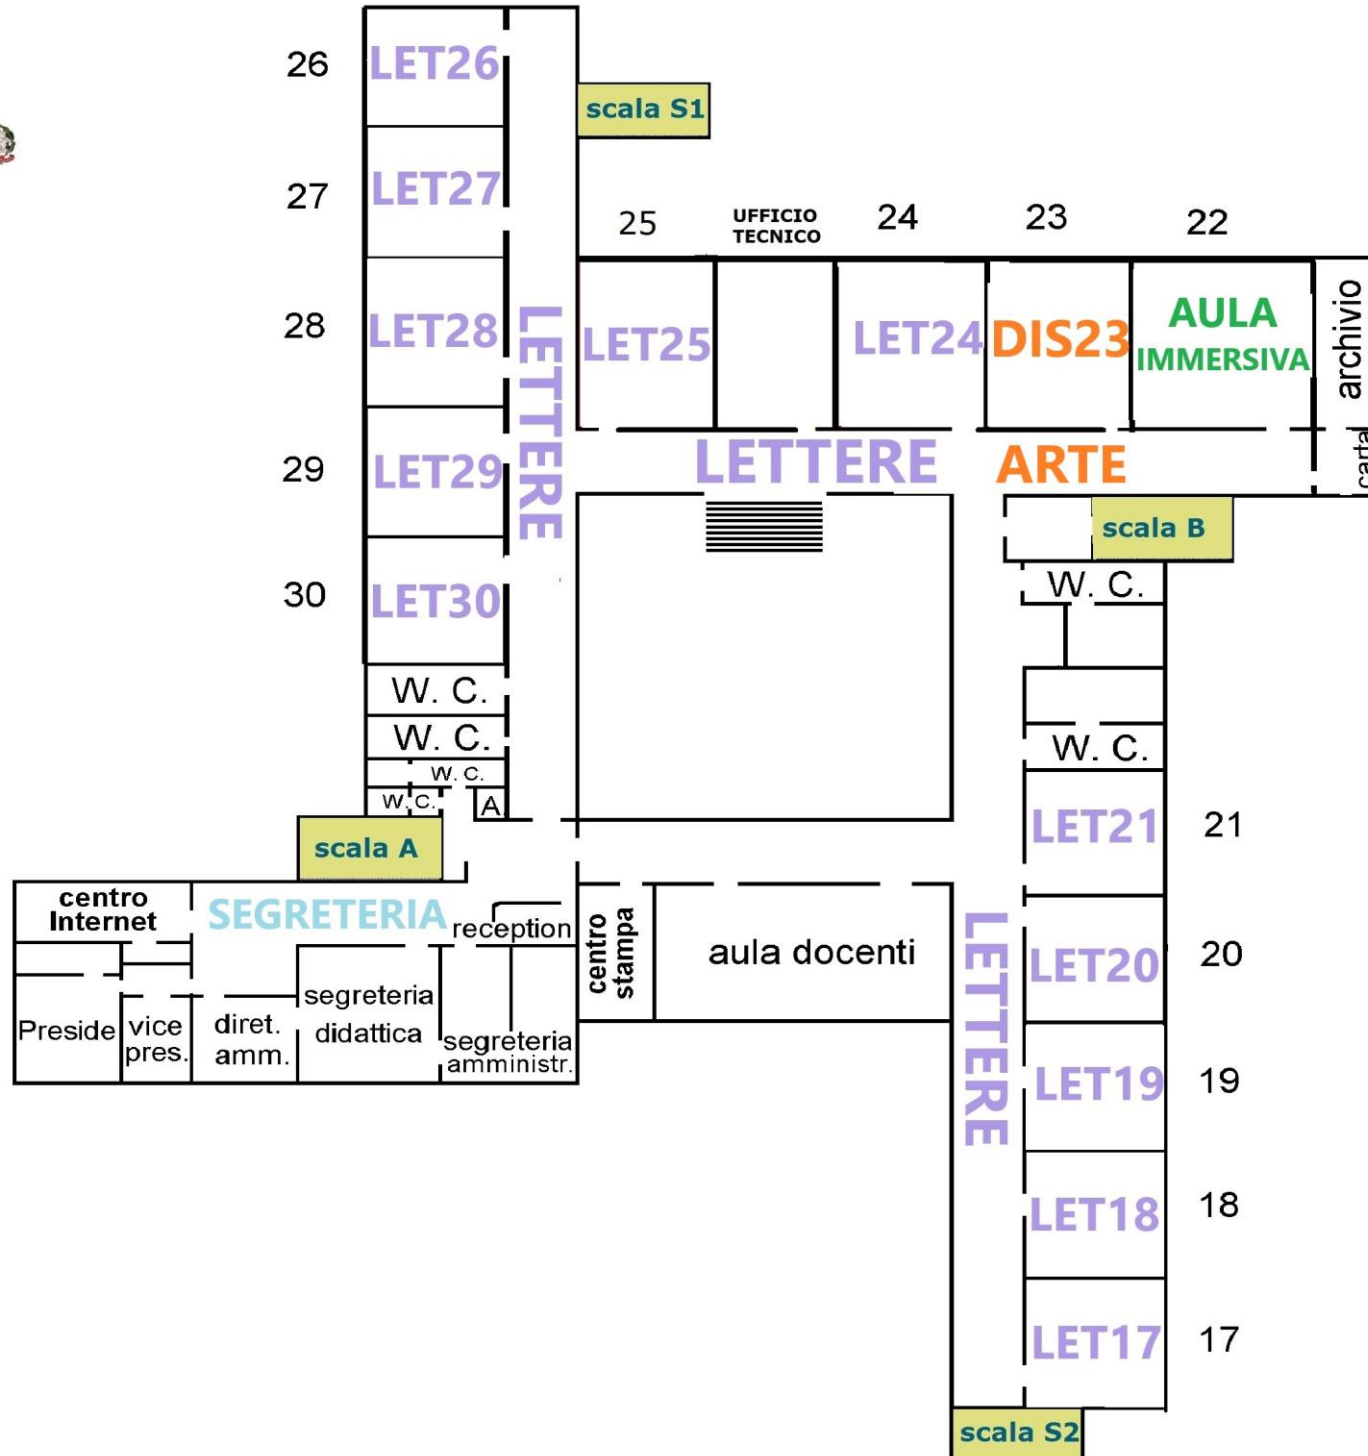 26
LET26
scala S1
27
LET27
25
UFFICIO
TECNICO
24
23
22
28
LET28
LETTERE
LET25
LET24
DIS23
AULA
IMMERSIVA
archivio
29
LET29
LETTERE
ARTE
carta
scala B
30
LET30
W. C.
W. C.
W. C.
W. C.
W. C.
A
W. C.
scala A
LET21
21
centro
Internet
SEGRETERIA
reception
centro
stampa
aula docenti
LETTERE
LET20
20
Preside
vice
pres.
diret.
amm.
segreteria
didattica
segreteria
amministr.
LET19
19
LET18
18
LET17
17
scala S2